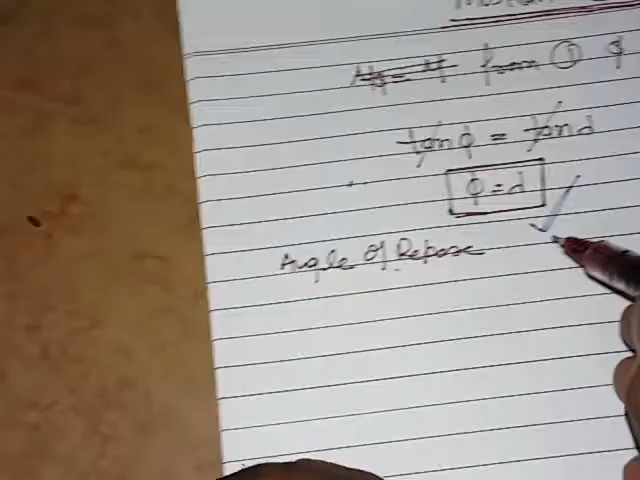 from ①
tanϕ = tanα
ϕ = α
Angle Of Repose